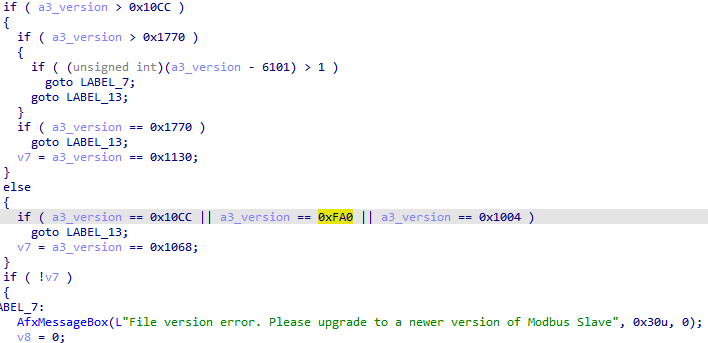 if ( a3_version > 0x10CC )
{
if ( a3_version > 0x1770 )
{
if ( (unsigned int)(a3_version - 6101) > 1 )
goto LABEL_7;
goto LABEL_13;
}
if ( a3_version == 0x1770 )
goto LABEL_13;
v7 = a3_version == 0x1130;
}
else
{
if ( a3_version == 0x10CC || a3_version == 0xFA0 || a3_version == 0x1004 )
goto LABEL_13;
v7 = a3_version == 0x1068;
}
if ( !v7 )
{
ABEL_7:
AfxMessageBox(L"File version error. Please upgrade to a newer version of Modbus Slave", 0x30u, 0);
v8 = 0;